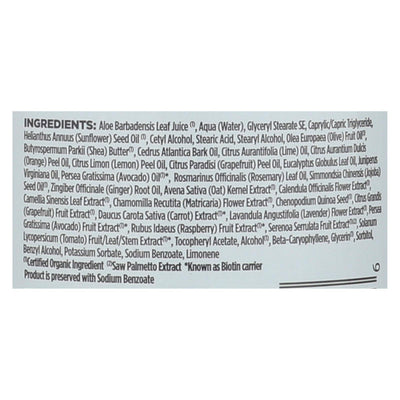 INGREDIENTS: Aloe Barbadensis Leaf Juice (1), Aqua (Water), Glyceryl Stearate SE, Caprylic/Capric Triglyceride,
Helianthus Annuus (Sunflower) Seed Oil (1), Cetyl Alcohol, Stearic Acid, Stearyl Alcohol, Olea Europaea (Olive) Fruit Oil(1),
Butyrospermum Parkii (Shea) Butter(1), Cedrus Atlantica Bark Oil, Citrus Aurantifolia (Lime) Oil, Citrus Aurantium Dulcis
(Orange) Peel Oil, Citrus Limon (Lemon) Peel Oil, Citrus Paradisi (Grapefruit) Peel Oil, Eucalyptus Globulus Leaf Oil, Juniperus
Virginiana Oil, Persea Gratissima (Avocado) Oil(1)*, Rosmarinus Officinalis (Rosemary) Leaf Oil, Simmondsia Chinensis (Jojoba)
Seed Oil(1), Zingiber Officinale (Ginger) Root Oil, Avena Sativa (Oat) Kernel Extract(1), Calendula Officinalis Flower Extract(1),
Camellia Sinensis Leaf Extract(1), Chamomilla Recutita (Matricaria) Flower Extract(1), Chenopodium Quinoa Seed(1), Citrus Grandis
(Grapefruit) Fruit Extract(1), Daucus Carota Sativa (Carrot) Extract(1)*, Lavandula Angustifolia (Lavender) Flower Extract(1), Persea
Gratissima (Avocado) Fruit Extract(1)*, Rubus Idaeus (Raspberry) Fruit Extract(1)*, Serenoa Serrulata Fruit Extract(1)(2), Solanum
Lycopersicum (Tomato) Fruit/Leaf/Stem Extract(1)*, Tocopheryl Acetate, Alcohol(1), Beta-Caryophyllene, Glycerin(1), Sorbitol,
Benzyl Alcohol, Potassium Sorbate, Sodium Benzoate, Limonene
(1)Certified Organic Ingredient (2)Saw Palmetto Extract *Known as Biotin carrier
Product is preserved with Sodium Benzoate